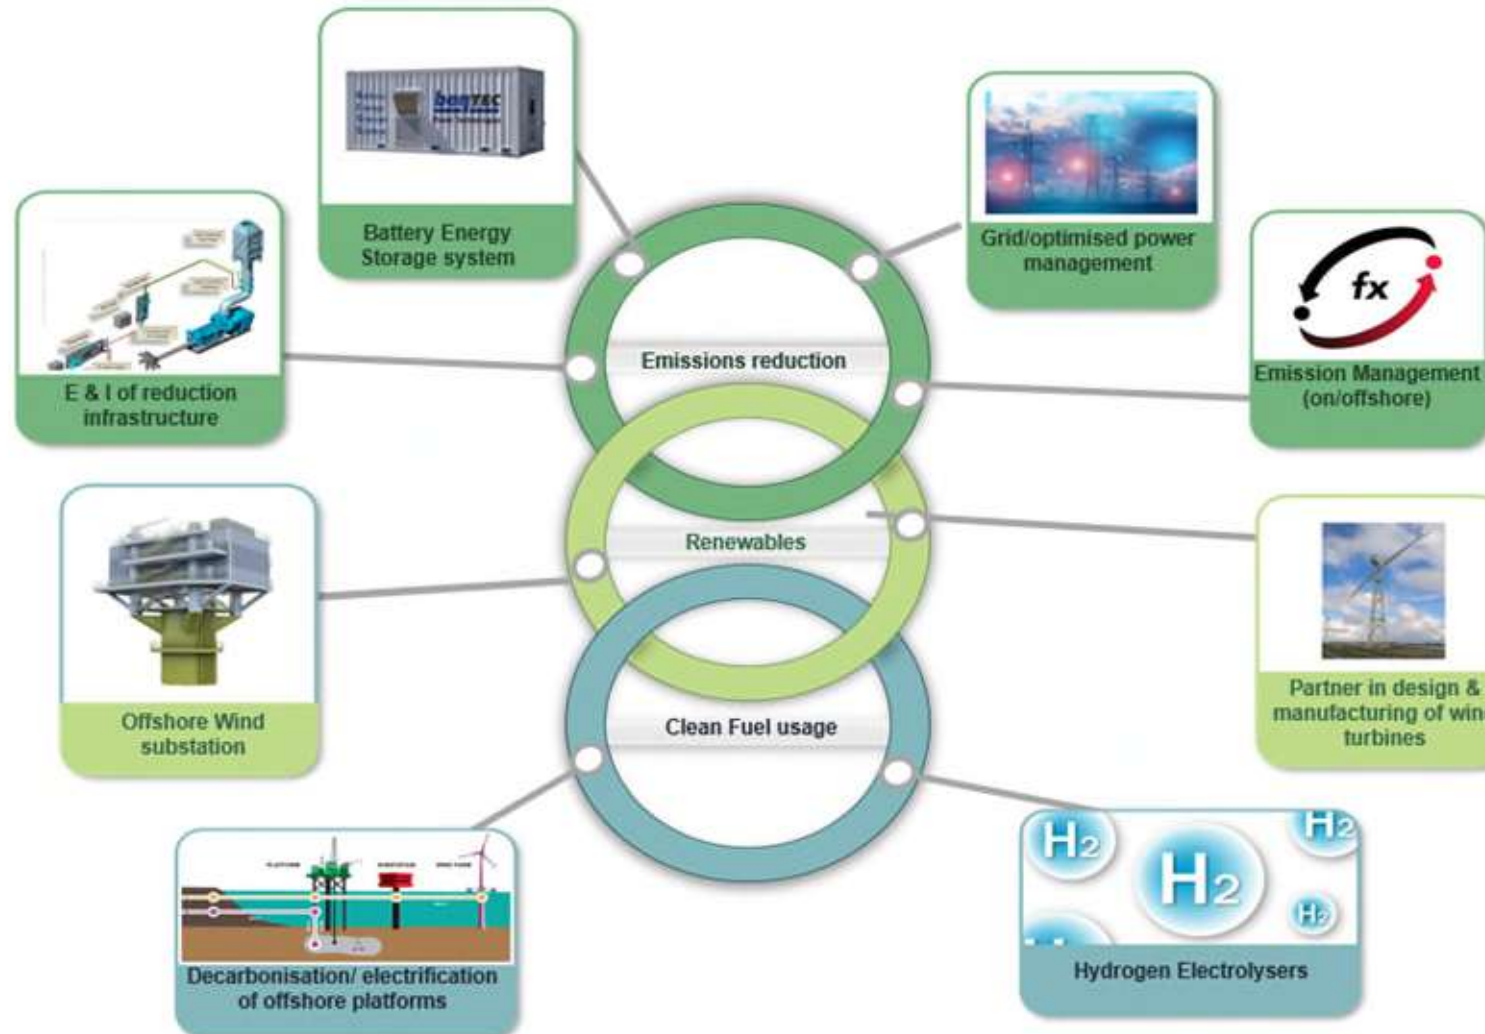 Battery Energy
Storage system
Grid/optimised power
management
fx
Emission Management
(on/offshore)
E & I of reduction
infrastructure
Emissions reduction
Renewables
Offshore Wind
substation
Partner in design &
manufacturing of win
turbines
Clean Fuel usage
PLATFORM
Decarbonisation/ electrification
of offshore platforms
H2
H2
H2
H2
Hydrogen Electrolysers